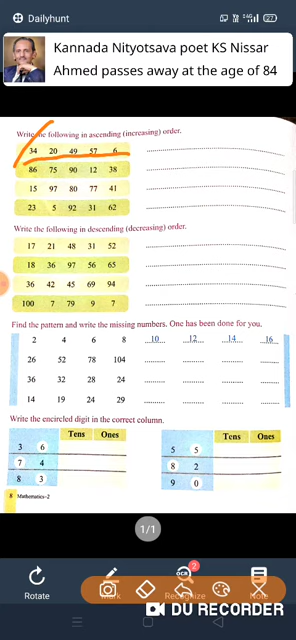 Dailyhunt
27
Kannada Nityotsava poet KS Nissar
Ahmed passes away at the age of 84
Write the following in ascending (increasing) order.
34 20 49 57 6
86 75 90 12 38
15 97 80 77 41
23 5 92 31 62
Write the following in descending (decreasing) order.
17 21 48 31 52
18 36 97 56 65
36 42 45 69 94
100 7 79 9 7
Find the pattern and write the missing numbers. One has been done for you.
2 4 6 8 10 12 14 16
26 52 78 104
36 32 28 24
14 19 24 29
Write the encircled digit in the correct column.
Tens Ones
3 6
7 4
8 3
Tens Ones
5 5
8 2
9 0
8 Mathematics-2
1/1
2
OCR
Rotate Mark Recognize Note
DU RECORDER